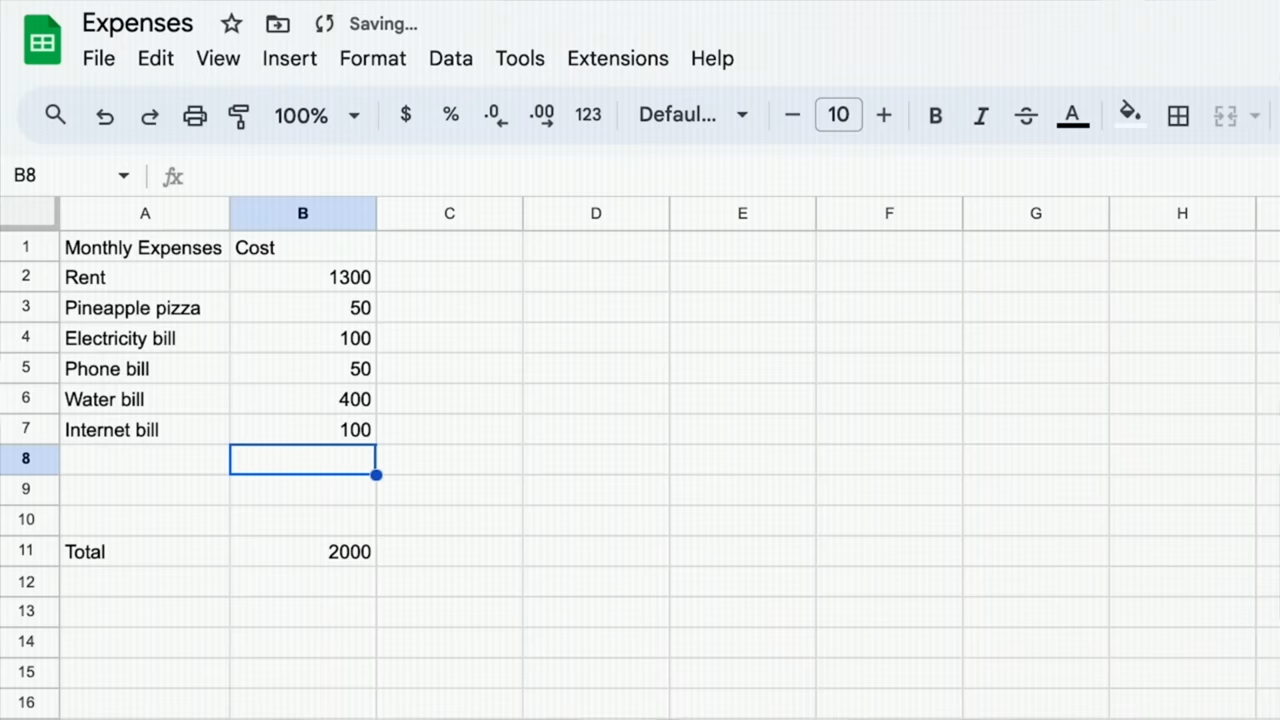 Expenses Saving...
File Edit View Insert Format Data Tools Extensions Help
100% $ % .0 .00 123 Defaul... 10 B I S A
B8 fx
A B C D E F G H
1 Monthly Expenses Cost
2 Rent 1300
3 Pineapple pizza 50
4 Electricity bill 100
5 Phone bill 50
6 Water bill 400
7 Internet bill 100
8
9
10
11 Total 2000
12
13
14
15
16